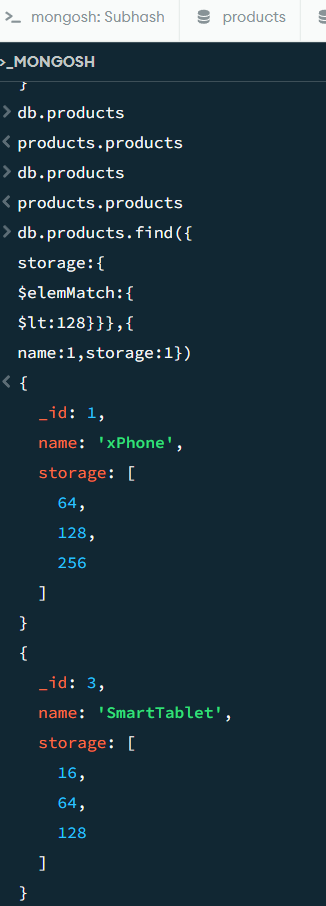 >_ mongosh: Subhash products
>_MONGOSH
}
> db.products
< products.products
> db.products
< products.products
> db.products.find({
storage:{
$elemMatch:{
$lt:128}}},{
name:1,storage:1})
< {
_id: 1,
name: 'xPhone',
storage: [
64,
128,
256
]
}
{
_id: 3,
name: 'SmartTablet',
storage: [
16,
64,
128
]
}